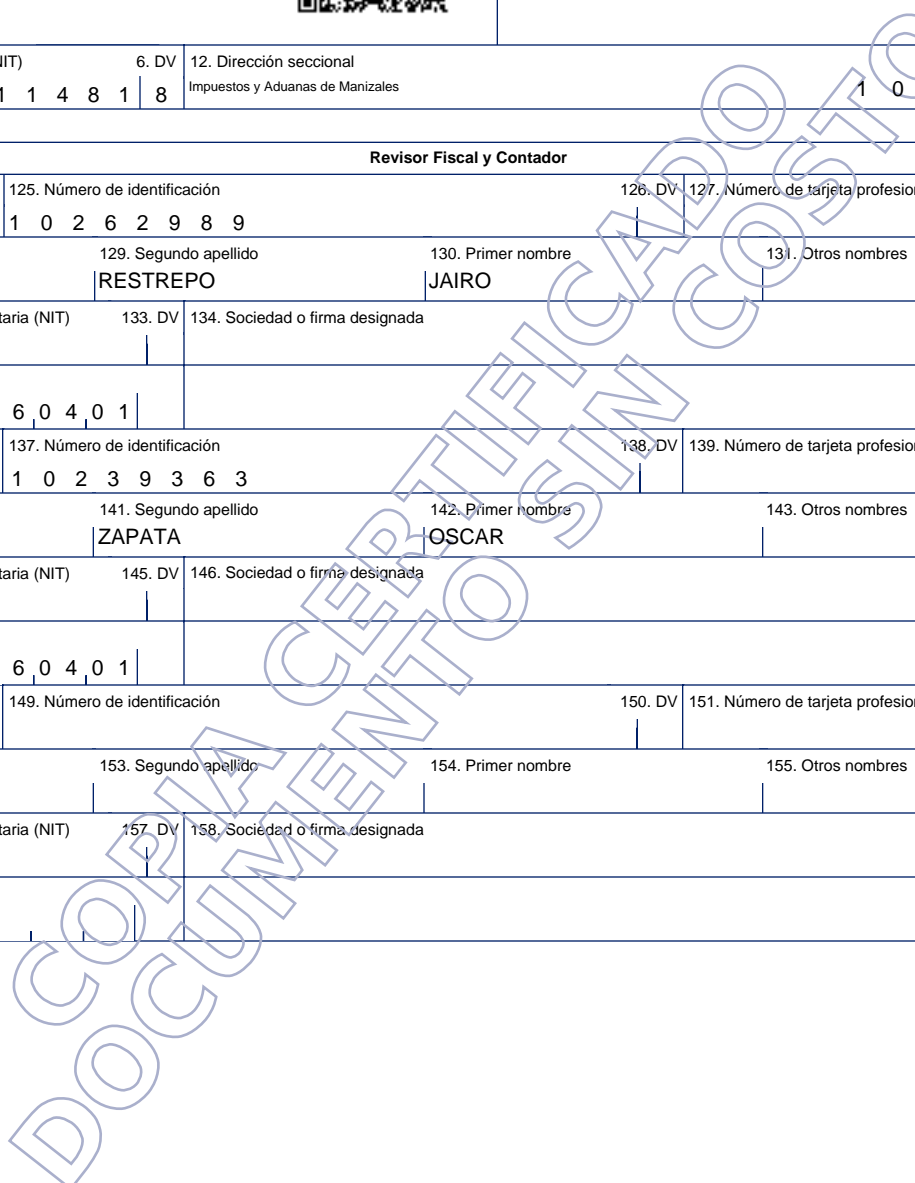 NIT) 6. DV 12. Dirección seccional
1 1 4 8 1 8 Impuestos y Aduanas de Manizales 1 0
Revisor Fiscal y Contador
125. Número de identificación 126. DV 127. Número de tarjeta profesion
1 0 2 6 2 9 8 9
129. Segundo apellido 130. Primer nombre 131. Otros nombres
RESTREPO JAIRO
taria (NIT) 133. DV 134. Sociedad o firma designada
6 0 4 0 1
137. Número de identificación 138. DV 139. Número de tarjeta profesion
1 0 2 3 9 3 6 3
141. Segundo apellido 142. Primer nombre 143. Otros nombres
ZAPATA OSCAR
taria (NIT) 145. DV 146. Sociedad o firma designada
6 0 4 0 1
149. Número de identificación 150. DV 151. Número de tarjeta profesion
153. Segundo apellido 154. Primer nombre 155. Otros nombres
taria (NIT) 157. DV 158. Sociedad o firma designada
COPIA CERTIFICADO
DOCUMENTO SIN COSTO